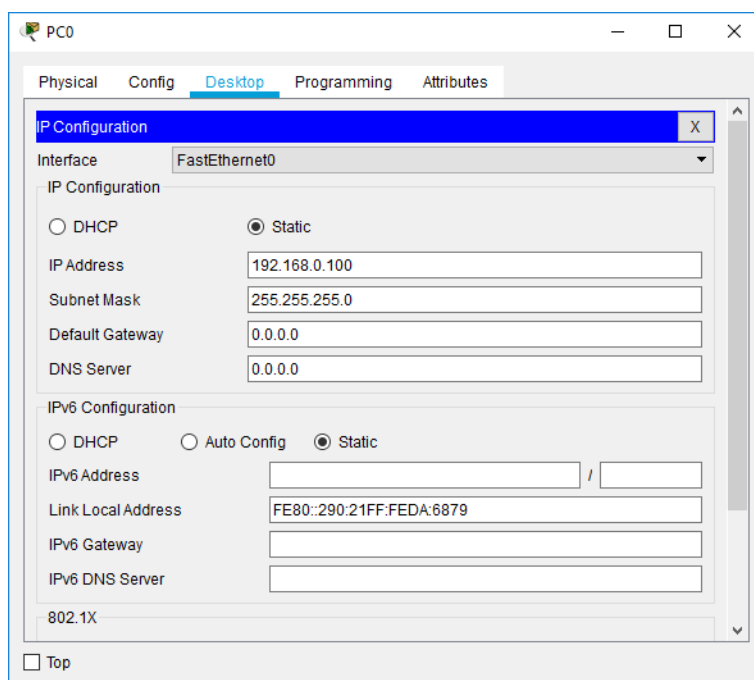 PC0
Physical Config Desktop Programming Attributes
IP Configuration X
Interface FastEthernet0
IP Configuration
DHCP Static
IP Address 192.168.0.100
Subnet Mask 255.255.255.0
Default Gateway 0.0.0.0
DNS Server 0.0.0.0
IPv6 Configuration
DHCP Auto Config Static
IPv6 Address /
Link Local Address FE80::290:21FF:FEDA:6879
IPv6 Gateway
IPv6 DNS Server
802.1X
Top